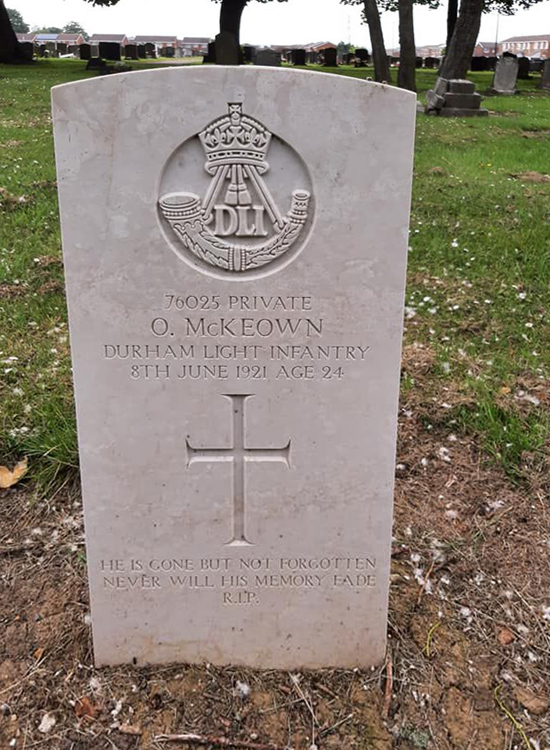 DLI
76025 PRIVATE
O. McKEOWN
DURHAM LIGHT INFANTRY
8TH JUNE 1921 AGE 24
HE IS GONE BUT NOT FORGOTTEN
NEVER WILL HIS MEMORY FADE
R.I.P.